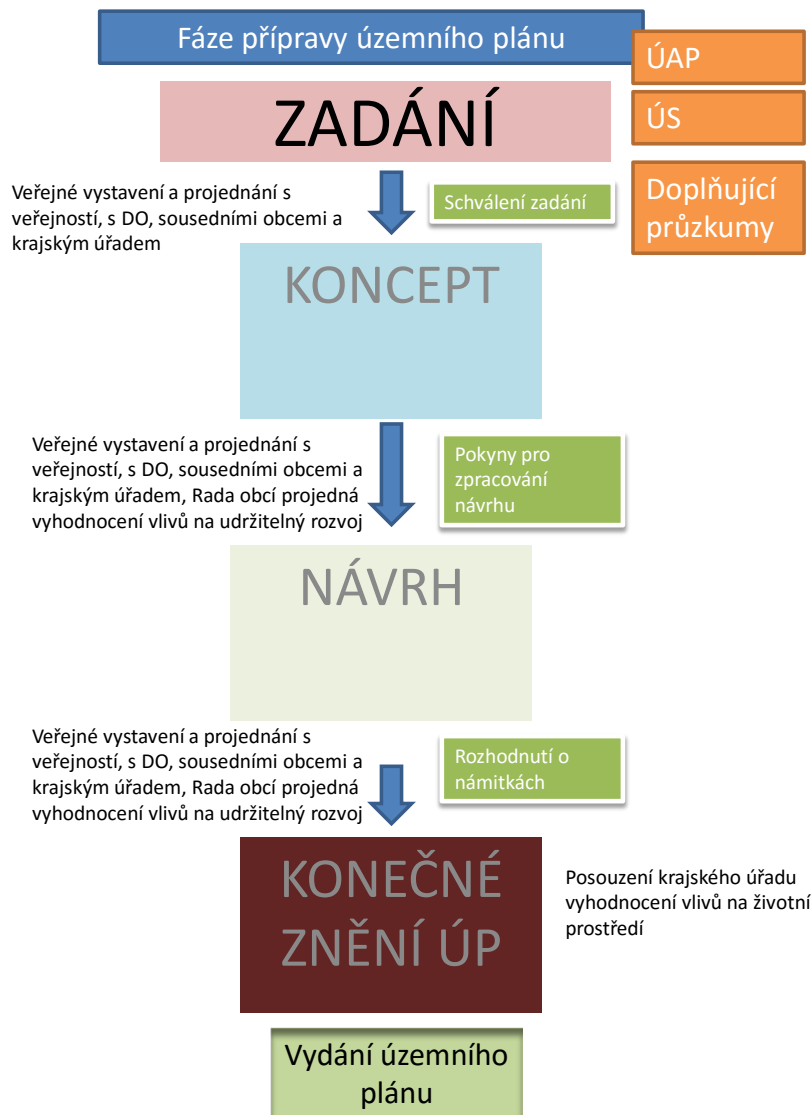 Fáze přípravy územního plánu
ÚAP
ZADÁNÍ
ÚS
Doplňující
průzkumy
Veřejné vystavení a projednání s
veřejností, s DO, sousedními obcemi a
krajským úřadem
Schválení zadání
KONCEPT
Veřejné vystavení a projednání s
veřejností, s DO, sousedními obcemi a
krajským úřadem, Rada obcí projedná
vyhodnocení vlivů na udržitelný rozvoj
Pokyny pro
zpracování
návrhu
NÁVRH
Veřejné vystavení a projednání s
veřejností, s DO, sousedními obcemi a
krajským úřadem, Rada obcí projedná
vyhodnocení vlivů na udržitelný rozvoj
Rozhodnutí o
námitkách
KONEČNÉ
ZNĚNÍ ÚP
Posouzení krajského úřadu
vyhodnocení vlivů na životní
prostředí
Vydání územního
plánu